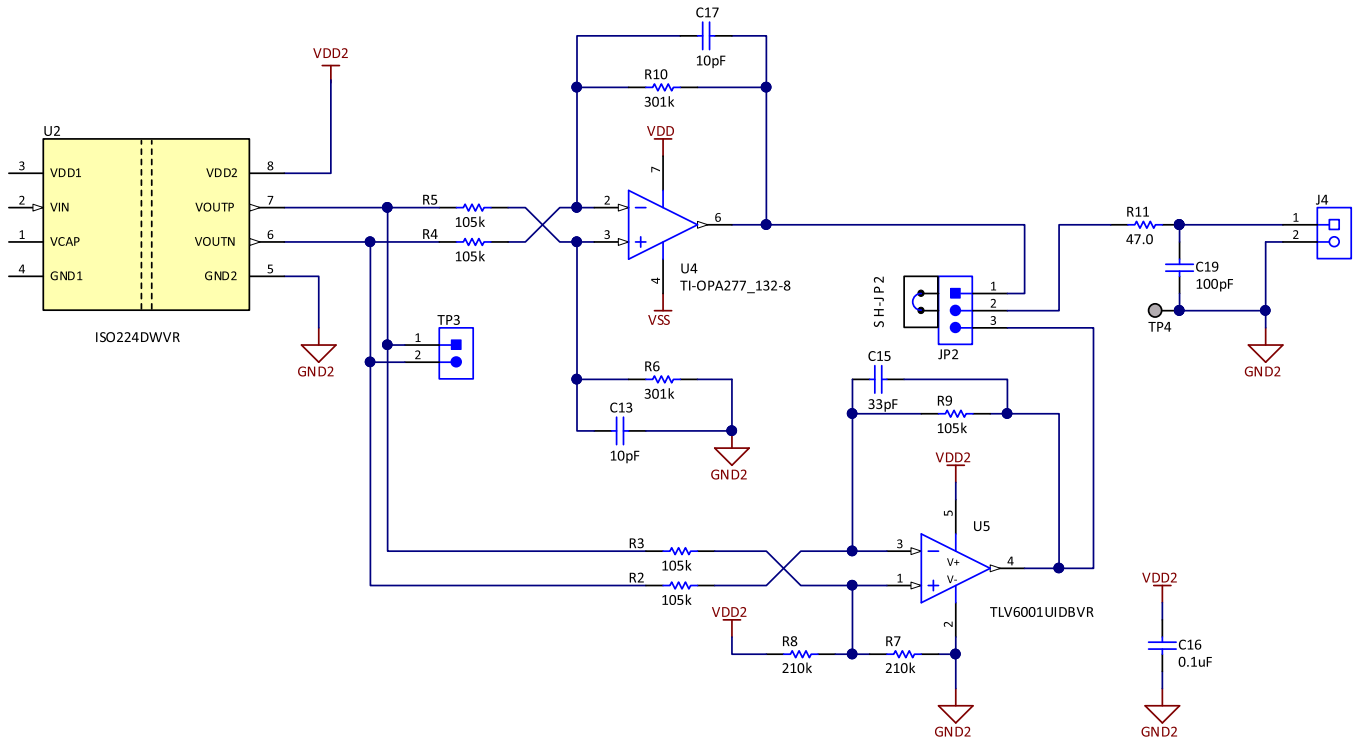 C17
10pF
VDD2
R10
301k
U2
VDD
7
3
VDD1
VDD2
8
2
VIN
VOUTP
7
R5
105k
2
1
VCAP
VOUTN
6
R4
105k
3
6
4
GND1
GND2
5
4
U4
TI-OPA277_132-8
VSS
ISO224DWVR
GND2
TP3
1
2
R6
301k
C13
10pF
GND2
SH-JP2
1
2
3
JP2
R11
47.0
C19
100pF
TP4
J4
1
2
GND2
C15
33pF
R9
105k
VDD2
5
U5
R3
105k
3
V+
4
R2
105k
1
V-
2
TLV6001UIDBVR
VDD2
R8
210k
R7
210k
GND2
VDD2
C16
0.1uF
GND2